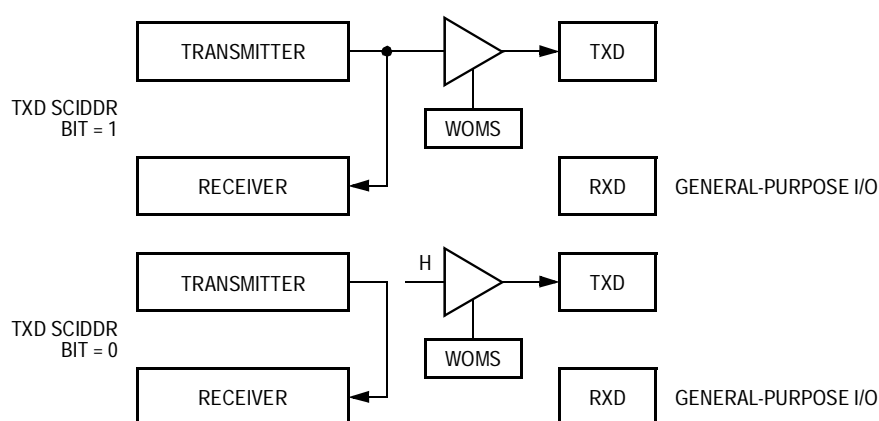 TRANSMITTER
TXD
TXD SCIDDR
BIT = 1
WOMS
RECEIVER
RXD
GENERAL-PURPOSE I/O
TRANSMITTER
H
TXD
TXD SCIDDR
BIT = 0
WOMS
RECEIVER
RXD
GENERAL-PURPOSE I/O